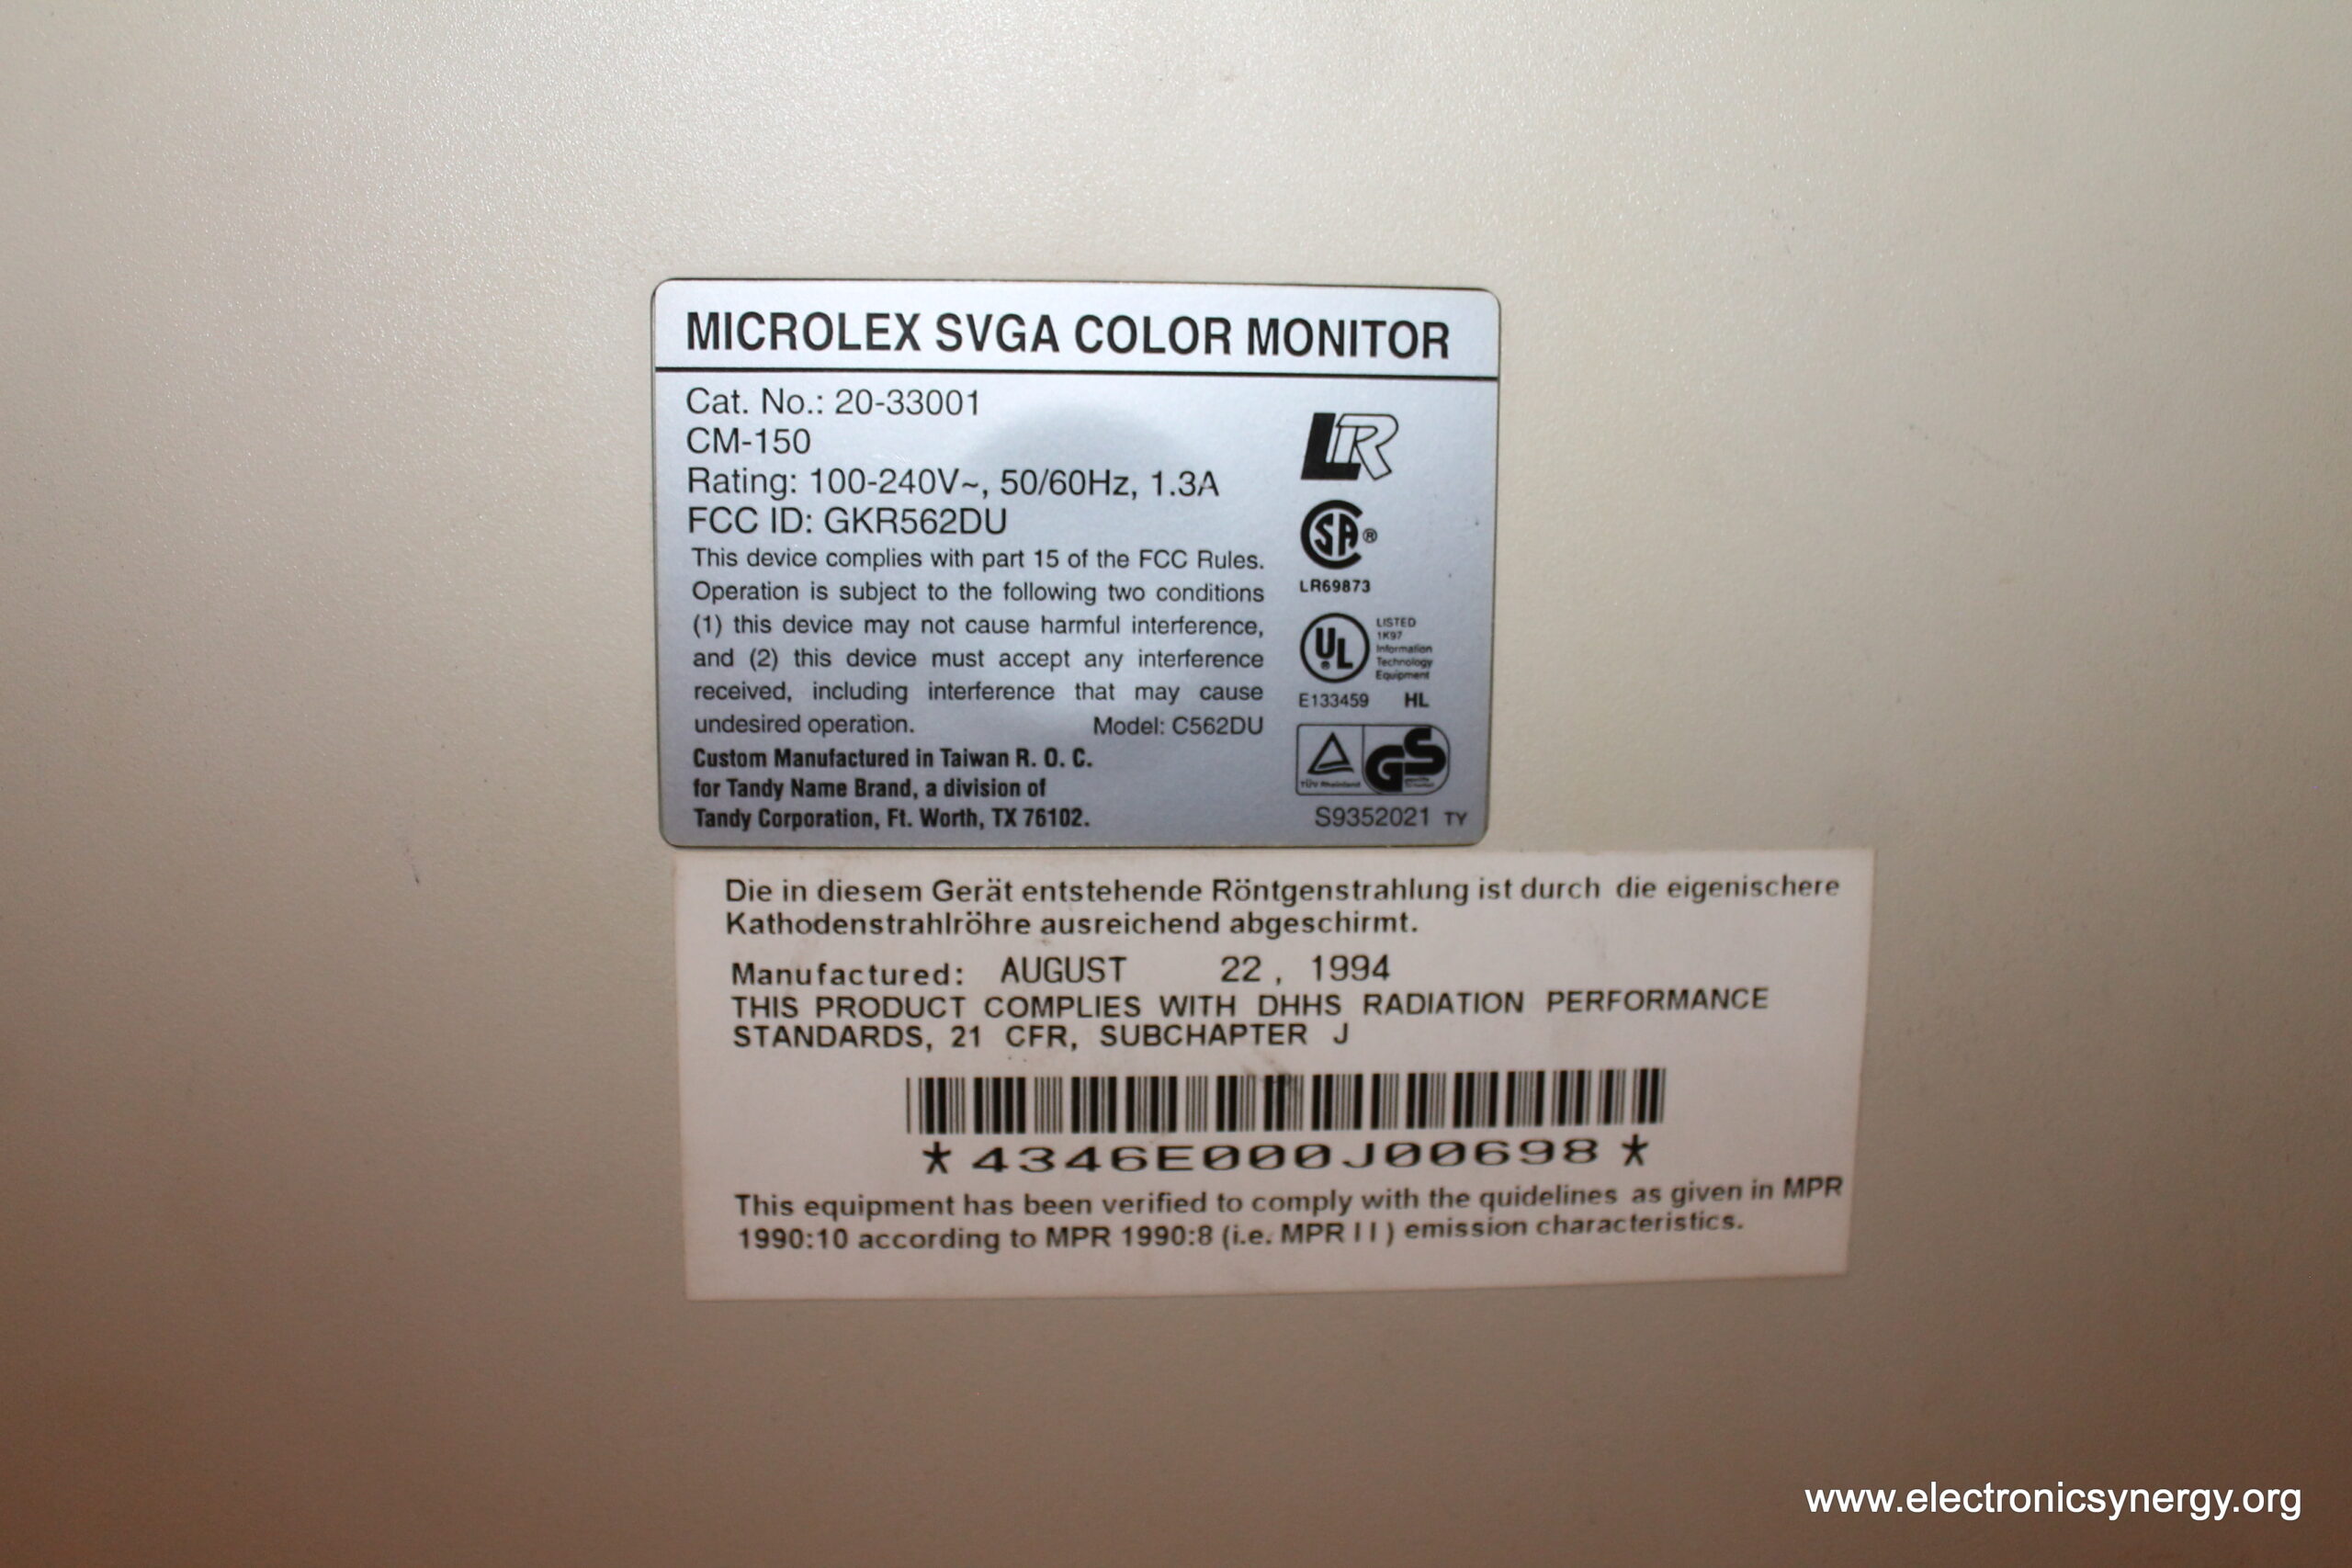 MICROLEX SVGA COLOR MONITOR
Cat. No.: 20-33001
CM-150
Rating: 100-240V~, 50/60Hz, 1.3A
FCC ID: GKR562DU
This device complies with part 15 of the FCC Rules.
Operation is subject to the following two conditions
(1) this device may not cause harmful interference,
and (2) this device must accept any interference
received, including interference that may cause
undesired operation. Model: C562DU
Custom Manufactured in Taiwan R. O. C.
for Tandy Name Brand, a division of
Tandy Corporation, Ft. Worth, TX 76102.
LR
SA®
LR69873
UL
LISTED
1K97
Information
Technology
Equipment
E133459 HL
TÜV Rheinland
GS
S9352021 TY
Die in diesem Gerät entstehende Röntgenstrahlung ist durch die eigenischere
Kathodenstrahlröhre ausreichend abgeschirmt.
Manufactured: AUGUST 22, 1994
THIS PRODUCT COMPLIES WITH DHHS RADIATION PERFORMANCE
STANDARDS, 21 CFR, SUBCHAPTER J
*4346E000J00698*
This equipment has been verified to comply with the quidelines as given in MPR
1990:10 according to MPR 1990:8 (i.e. MPR II) emission characteristics.
www.electronicsynergy.org